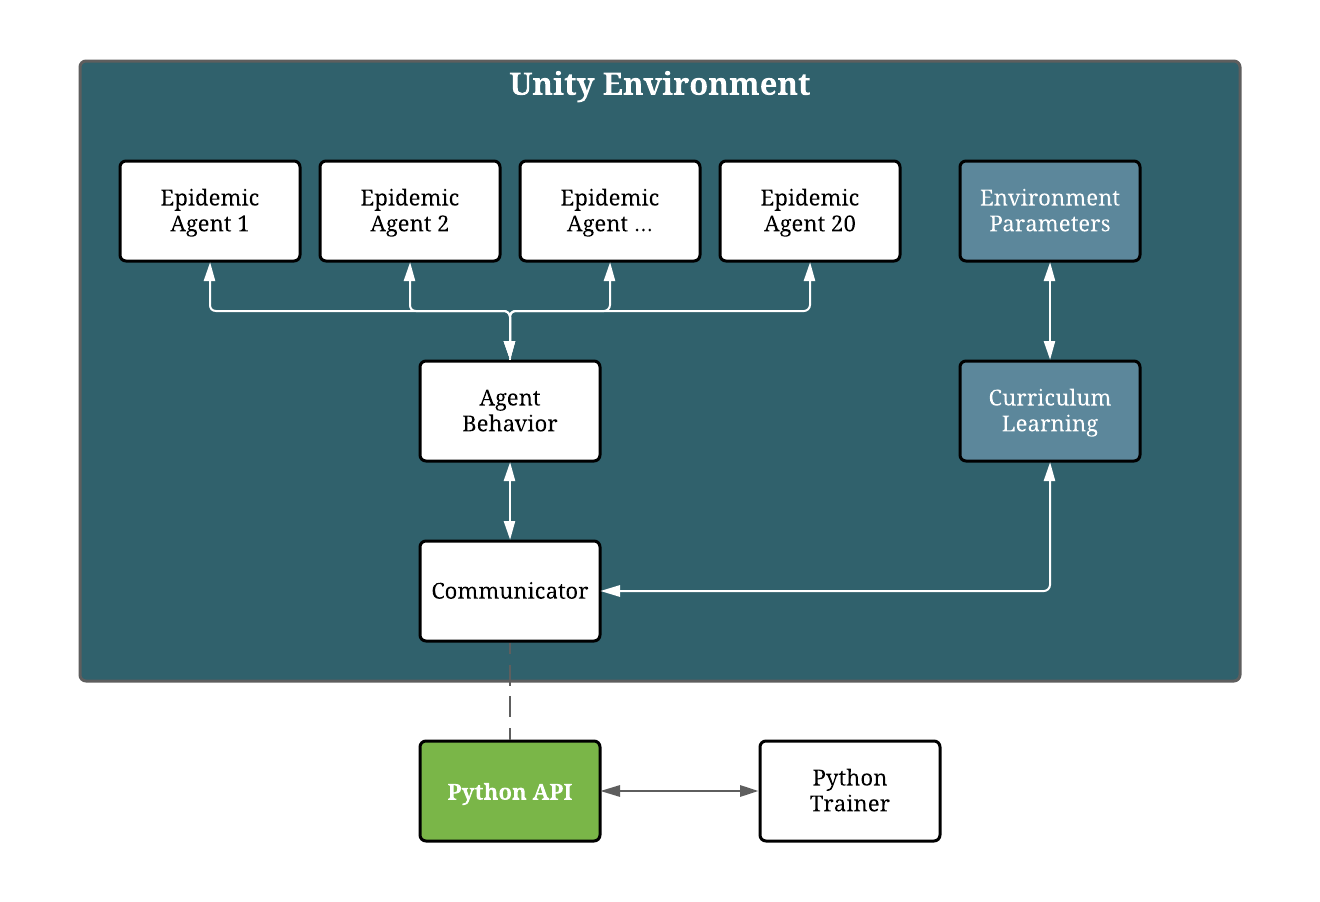 Unity Environment
Epidemic
Agent 1
Epidemic
Agent 2
Epidemic
Agent ...
Epidemic
Agent 20
Environment
Parameters
Agent
Behavior
Curriculum
Learning
Communicator
Python API
Python
Trainer